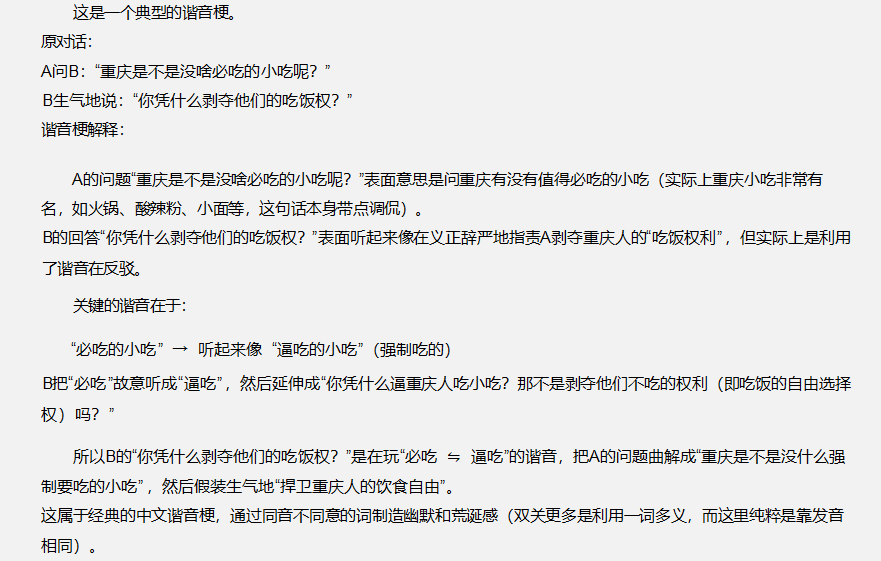 这是一个典型的谐音梗。
原对话：
A问B：“重庆是不是没啥必吃的小吃呢？”
B生气地说：“你凭什么剥夺他们的吃饭权？”
谐音梗解释：
A的问题“重庆是不是没啥必吃的小吃呢？”表面意思是问重庆有没有值得必吃的小吃（实际上重庆小吃非常有
名，如火锅、酸辣粉、小面等，这句话本身带点调侃）。
B的回答“你凭什么剥夺他们的吃饭权？”表面听起来像在义正辞严地指责A剥夺重庆人的“吃饭权利”，但实际上是利用
了谐音在反驳。
关键的谐音在于：
“必吃的小吃” → 听起来像 “逼吃的小吃”（强制吃的）
B把“必吃”故意听成“逼吃”，然后延伸成“你凭什么逼重庆人吃小吃？那不是剥夺他们不吃的权利（即吃饭的自由选择
权）吗？”
所以B的“你凭什么剥夺他们的吃饭权？”是在玩“必吃 ⇋ 逼吃”的谐音，把A的问题曲解成“重庆是不是没什么强
制要吃的小吃”，然后假装生气地“捍卫重庆人的饮食自由”。
这属于经典的中文谐音梗，通过同音不同意的词制造幽默和荒诞感（双关更多是利用一词多义，而这里纯粹是靠发音
相同）。